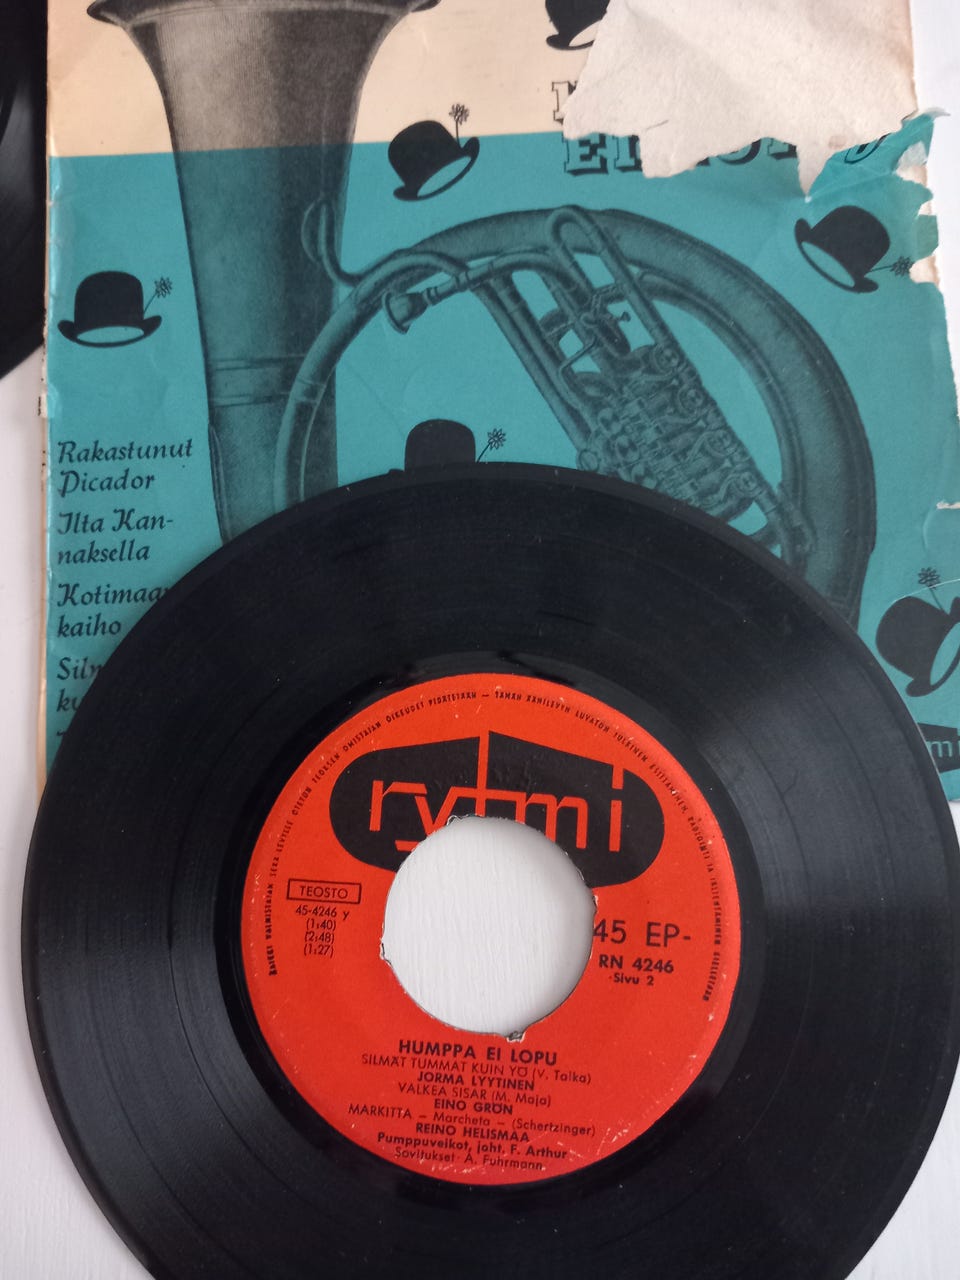 Rakastunut
Picador
Ilta Kan-
naksella
Kotimaan
kaiho
rytmi
TEOSTO
45-4246 y
(1:40)
(2:48)
(1:27)
45 EP-
RN 4246
Sivu 2
HUMPPA EI LOPU
SILMÄT TUMMAT KUIN YÖ (V. Talka)
JORMA LYYTINEN
VALKEA SISAR (M. Maja)
EINO GRÖN
MARKITTA – Marcheta – (Schertzinger)
REINO HELISMAA
Pumppuveikot, joht. F. Arthur
Sovitukset: A. Fuhrmann